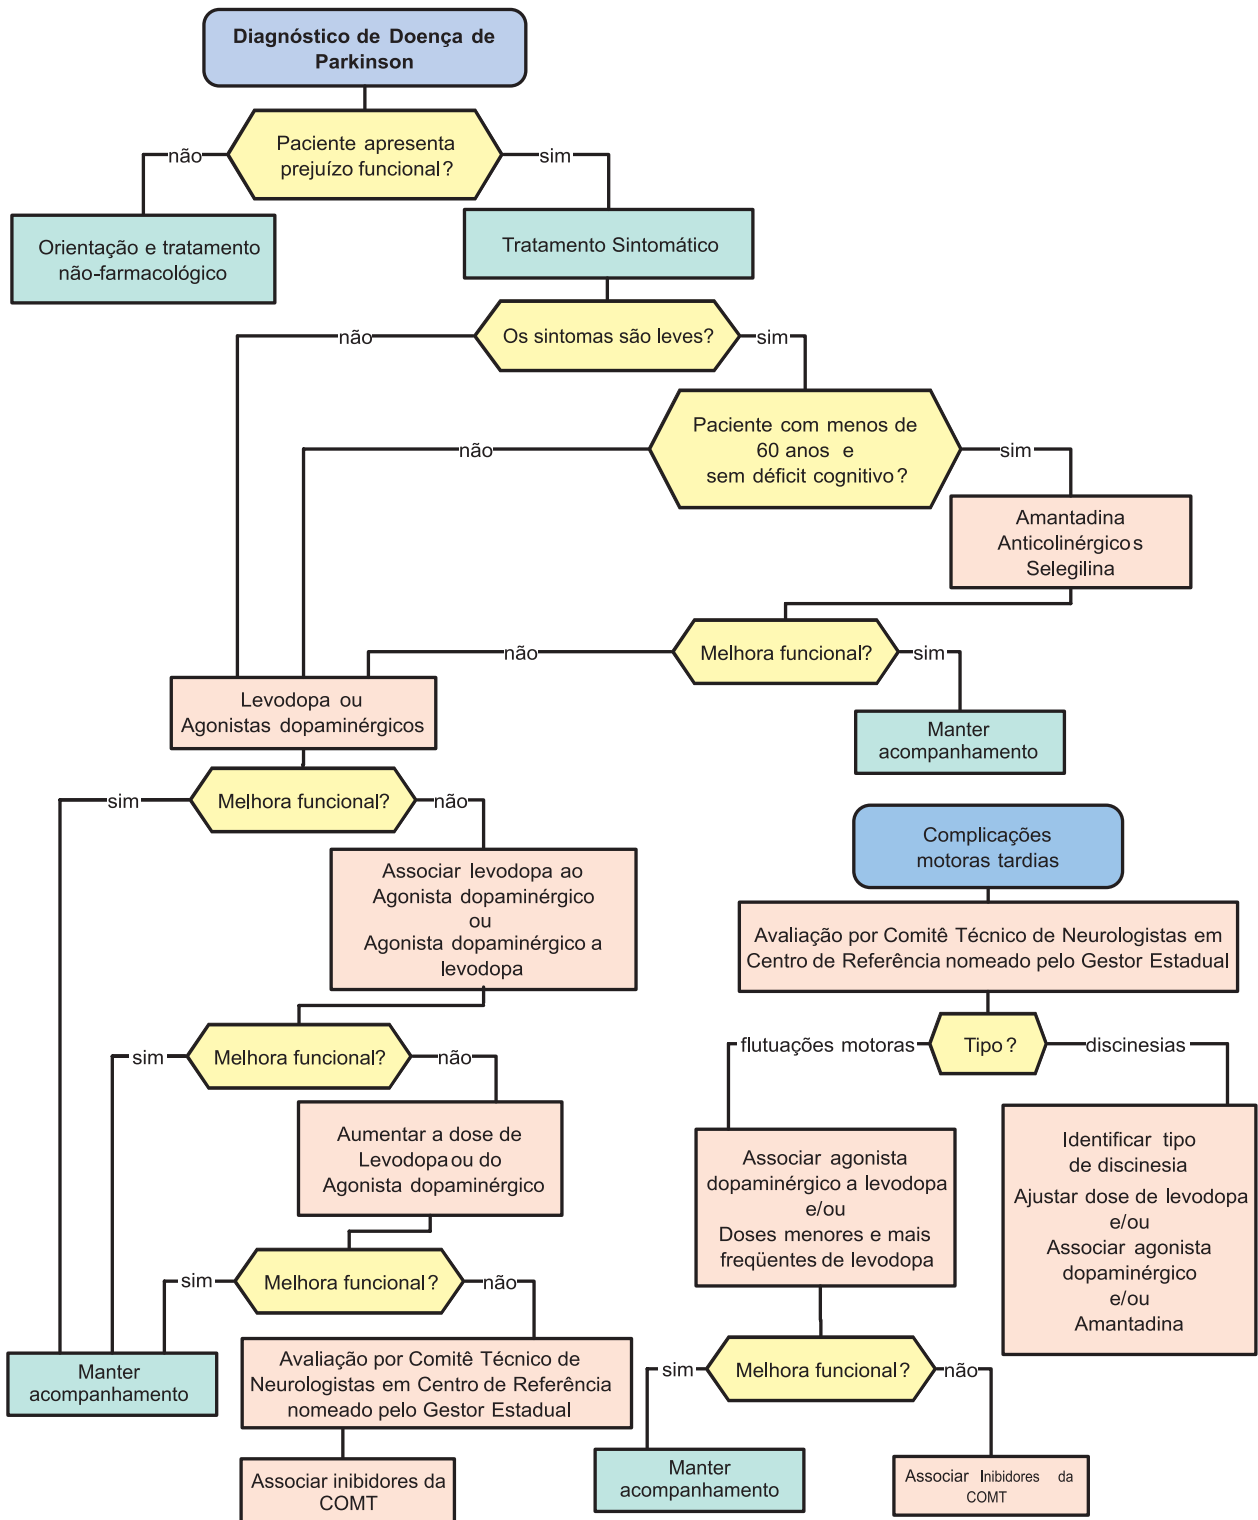 Diagnóstico de Doença de
Parkinson
Paciente apresenta
prejuízo funcional?
não
sim
Orientação e tratamento
não-farmacológico
Tratamento Sintomático
Os sintomas são leves?
não
sim
Paciente com menos de
60 anos e
sem déficit cognitivo?
não
sim
Amantadina
Anticolinérgicos
Selegilina
Melhora funcional?
não
sim
Levodopa ou
Agonistas dopaminérgicos
Manter
acompanhamento
Melhora funcional?
sim
não
Associar levodopa ao
Agonista dopaminérgico
ou
Agonista dopaminérgico a
levodopa
Melhora funcional?
sim
não
Aumentar a dose de
Levodopa ou do
Agonista dopaminérgico
Melhora funcional?
sim
não
Manter
acompanhamento
Avaliação por Comitê Técnico de
Neurologistas em Centro de Referência
nomeado pelo Gestor Estadual
Associar inibidores da
COMT
Complicações
motoras tardias
Avaliação por Comitê Técnico de Neurologistas em
Centro de Referência nomeado pelo Gestor Estadual
Tipo?
flutuações motoras
discinesias
Associar agonista
dopaminérgico a levodopa
e/ou
Doses menores e mais
freqüentes de levodopa
Identificar tipo
de discinesia
Ajustar dose de levodopa
e/ou
Associar agonista
dopaminérgico
e/ou
Amantadina
Melhora funcional?
sim
não
Manter
acompanhamento
Associar Inibidores da
COMT